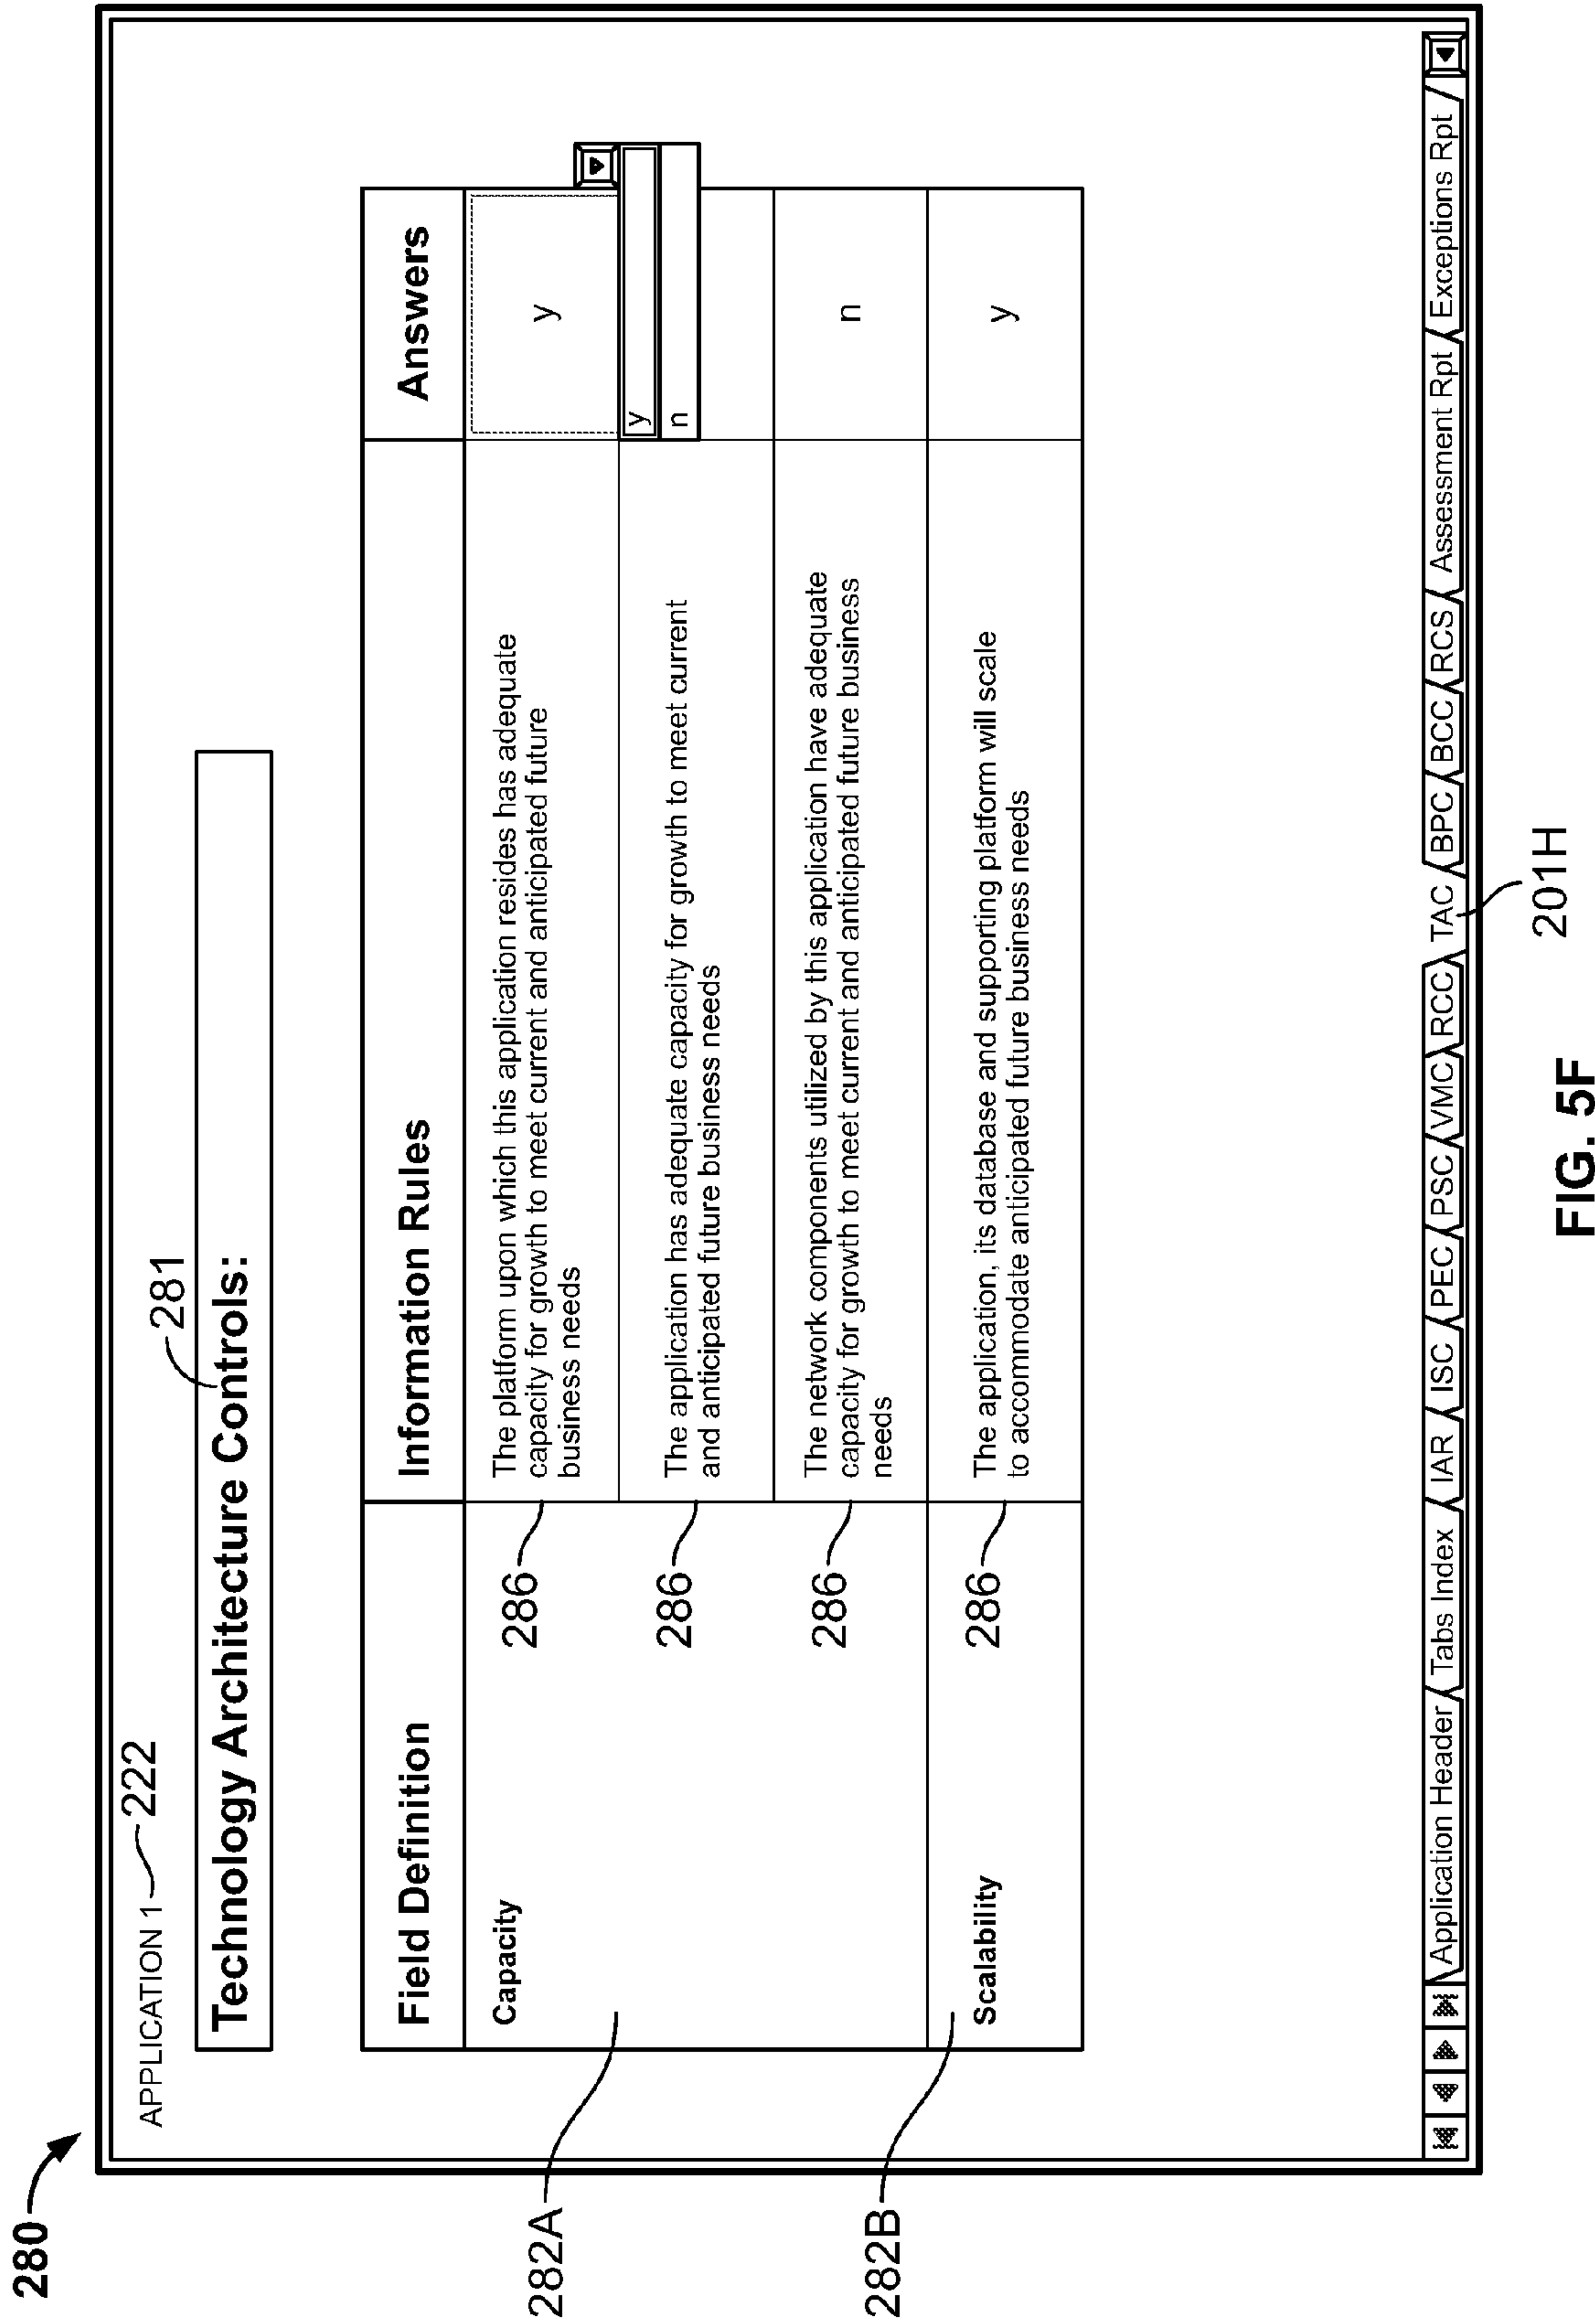 280
APPLICATION 1
222
281
Technology Architecture Controls:
Field Definition
Information Rules
Answers
Capacity
282A
286
The platform upon which this application resides has adequate
capacity for growth to meet current and anticipated future
business needs
y
y
n
286
The application has adequate capacity for growth to meet current
and anticipated future business needs
286
The network components utilized by this application have adequate
capacity for growth to meet current and anticipated future business
needs
n
282B
Scalability
286
The application, its database and supporting platform will scale
to accommodate anticipated future business needs
y
Application Header Tabs Index IAR ISC PEC PSC VMC RCC TAC BPC BCC RCS Assessment Rpt Exceptions Rpt
201H
FIG. 5F